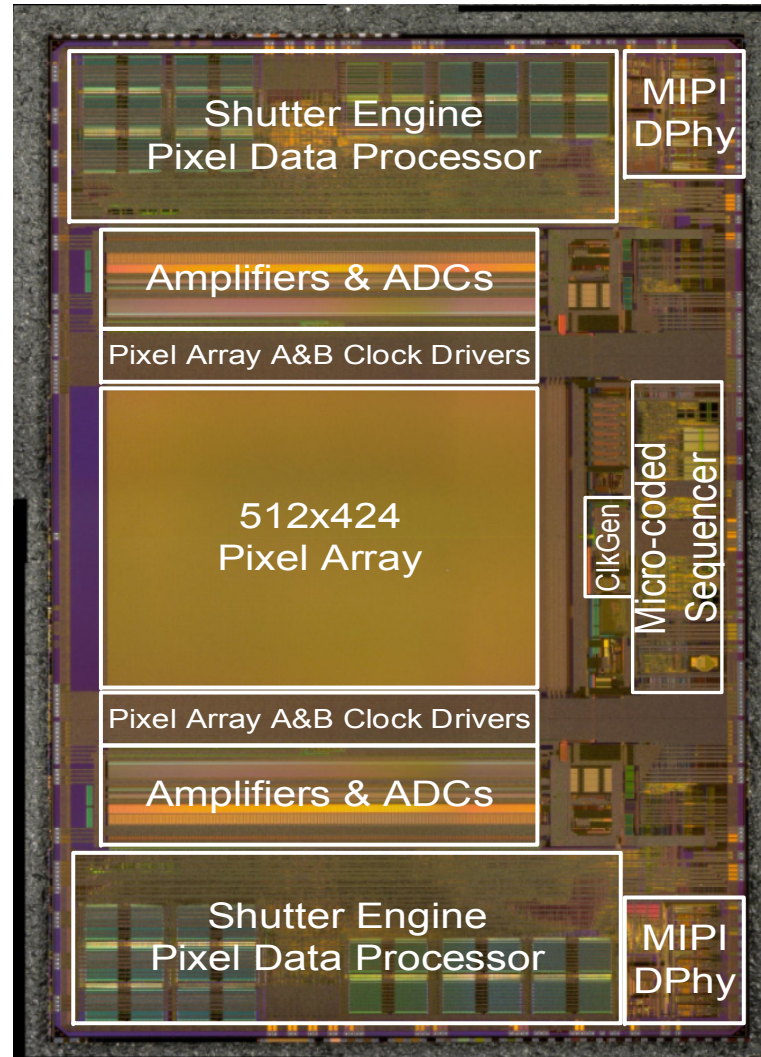 Shutter Engine
Pixel Data Processor
MIPI
DPhy
Amplifiers & ADCs
Pixel Array A&B Clock Drivers
512x424
Pixel Array
ClkGen
Micro-coded
Sequencer
Pixel Array A&B Clock Drivers
Amplifiers & ADCs
Shutter Engine
Pixel Data Processor
MIPI
DPhy